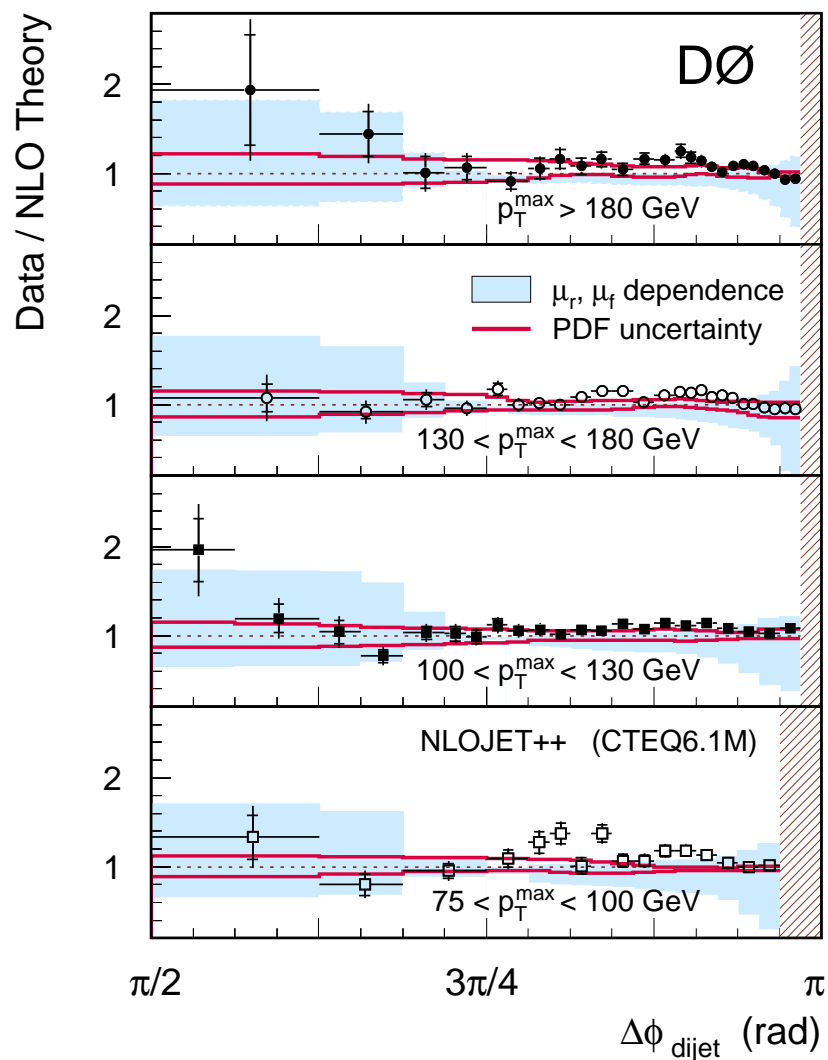 Data / NLO Theory
DØ
2
1
p_T^max > 180 GeV
2
1
μ_r, μ_f dependence
PDF uncertainty
130 < p_T^max < 180 GeV
2
1
100 < p_T^max < 130 GeV
NLOJET++ (CTEQ6.1M)
2
1
75 < p_T^max < 100 GeV
π/2 3π/4 π
Δϕ dijet (rad)